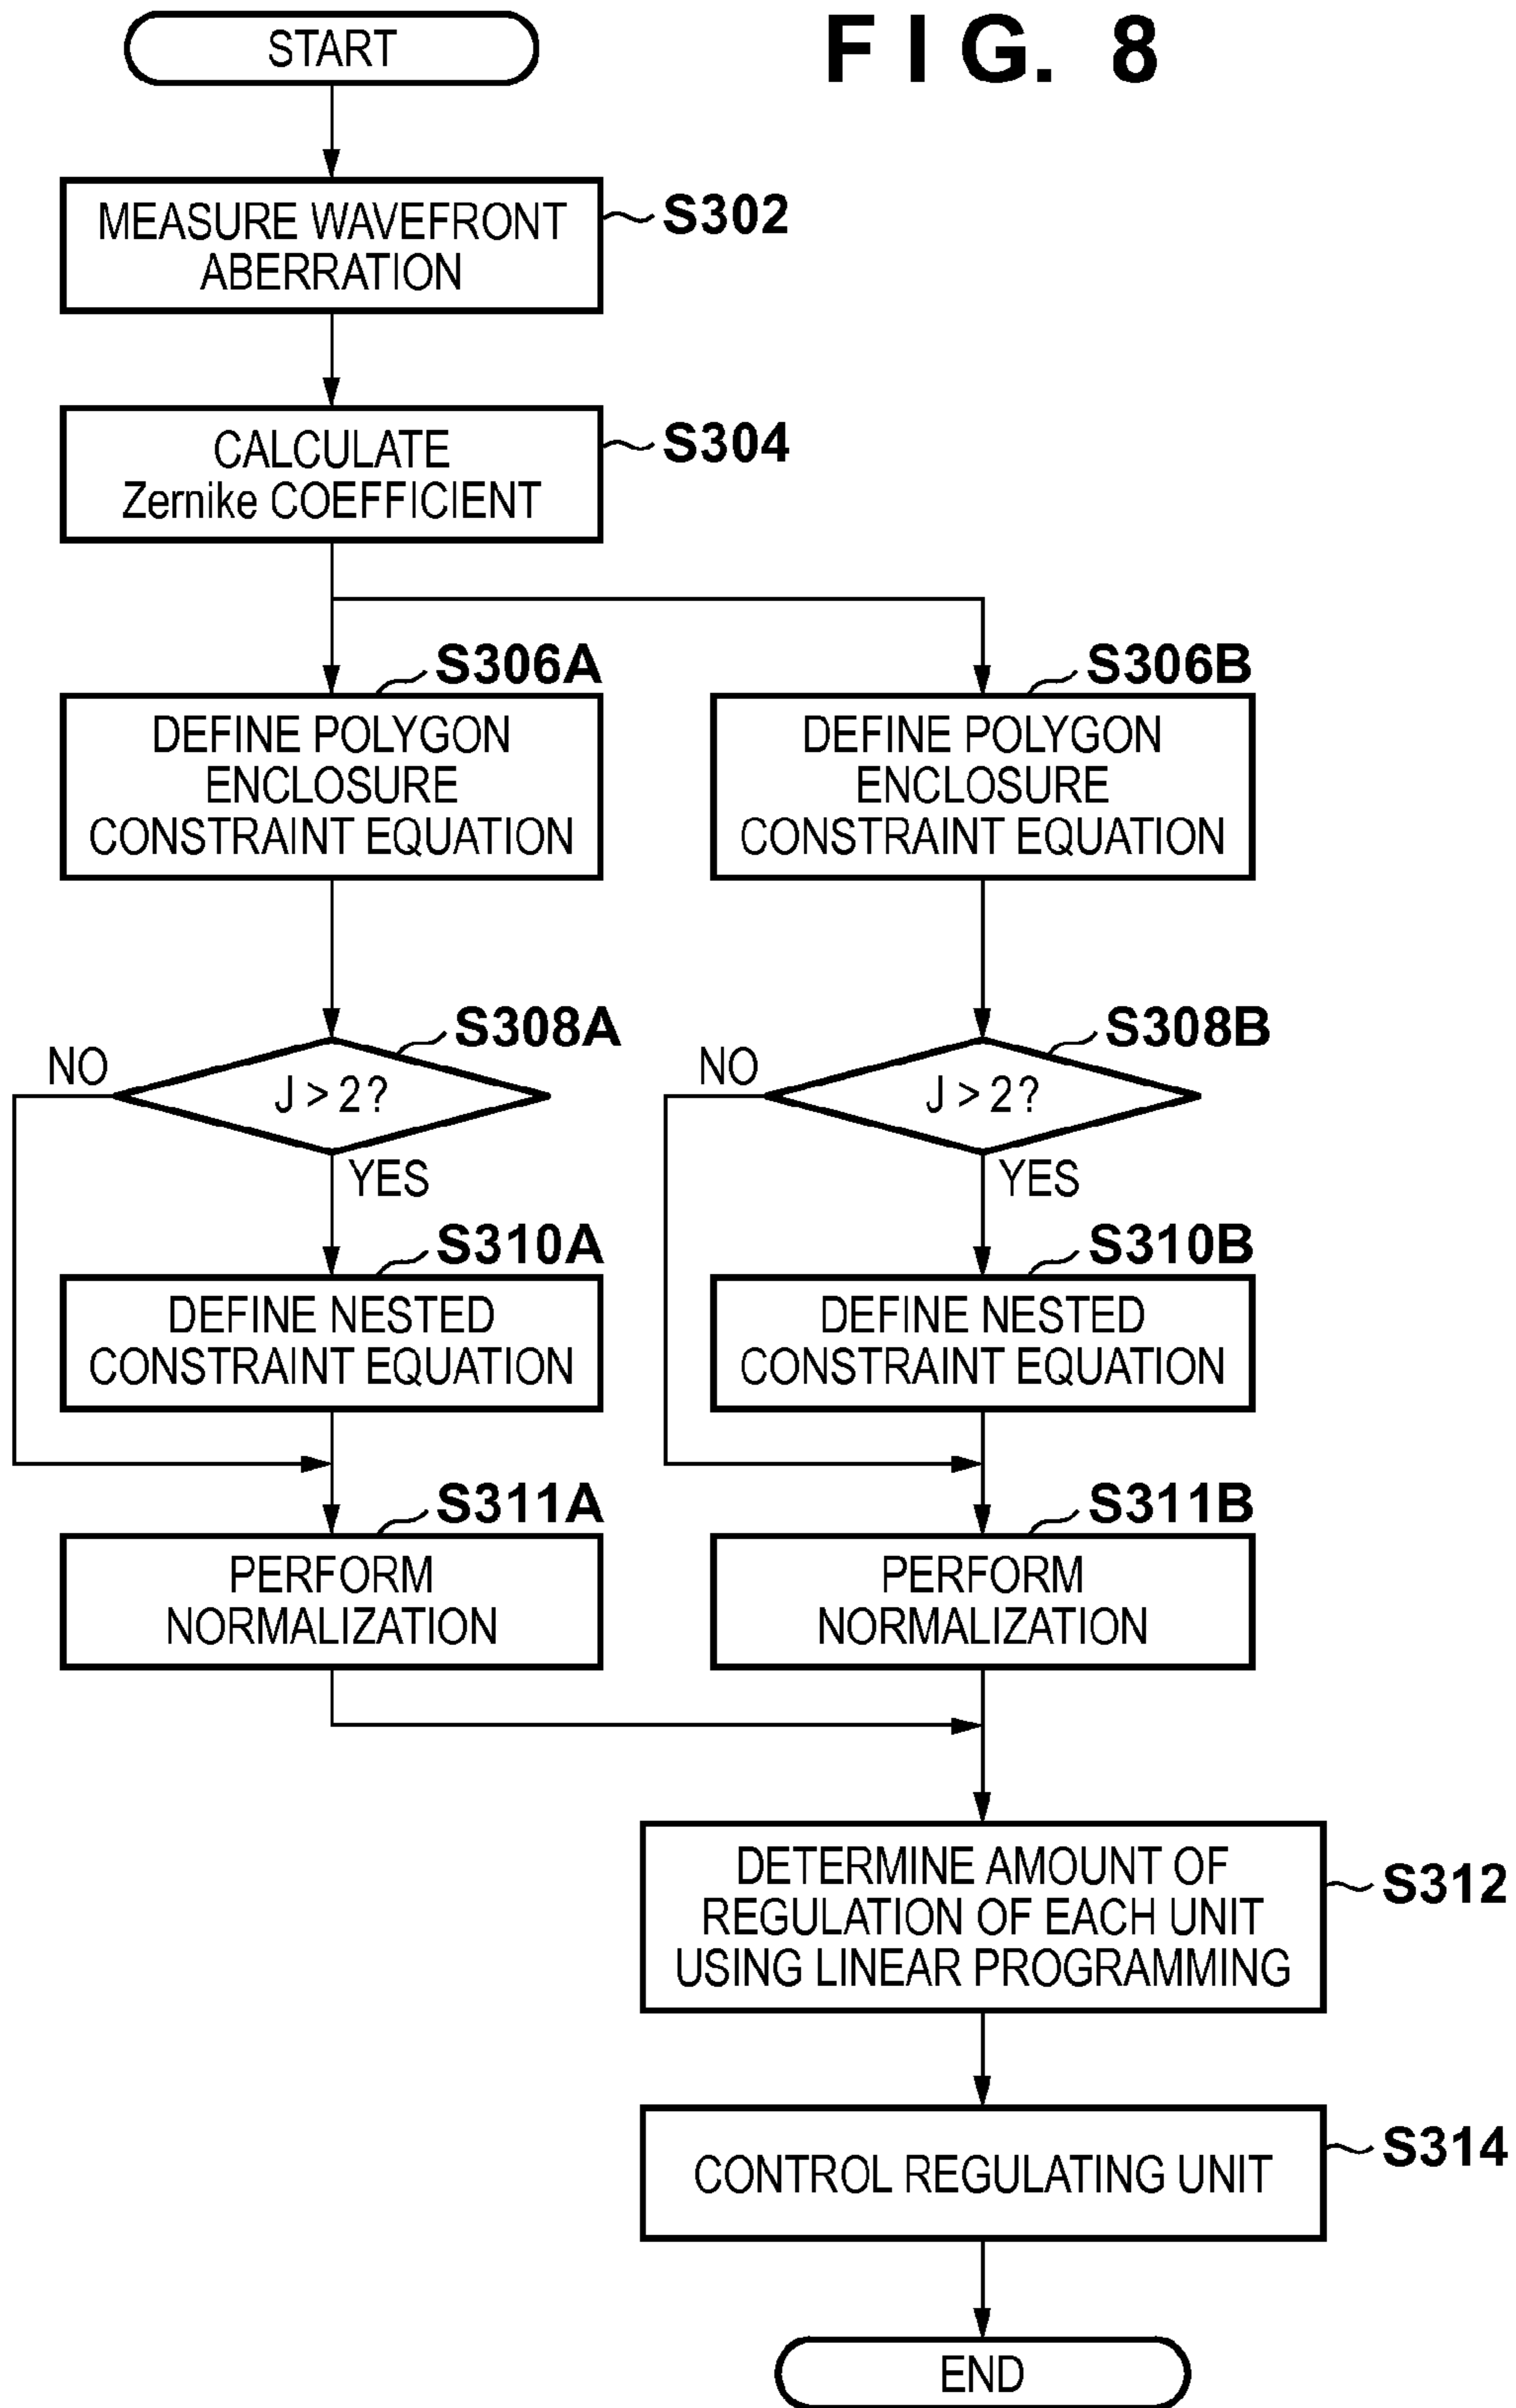 FIG. 8
START
MEASURE WAVEFRONT
ABERRATION
S302
CALCULATE
Zernike COEFFICIENT
S304
S306A
DEFINE POLYGON
ENCLOSURE
CONSTRAINT EQUATION
S306B
DEFINE POLYGON
ENCLOSURE
CONSTRAINT EQUATION
S308A
NO
J > 2 ?
YES
S308B
NO
J > 2 ?
YES
S310A
DEFINE NESTED
CONSTRAINT EQUATION
S310B
DEFINE NESTED
CONSTRAINT EQUATION
S311A
PERFORM
NORMALIZATION
S311B
PERFORM
NORMALIZATION
DETERMINE AMOUNT OF
REGULATION OF EACH UNIT
USING LINEAR PROGRAMMING
S312
CONTROL REGULATING UNIT
S314
END